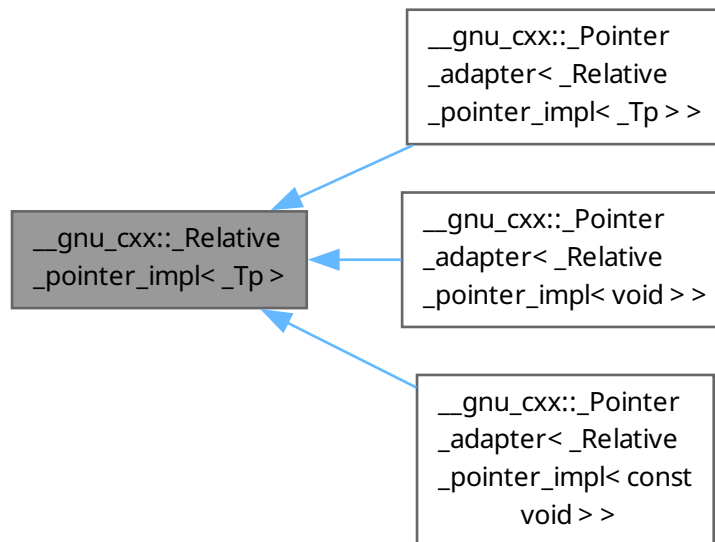 __gnu_cxx::_Pointer
_adapter< _Relative
_pointer_impl< _Tp > >
__gnu_cxx::_Relative
_pointer_impl< _Tp >
__gnu_cxx::_Pointer
_adapter< _Relative
_pointer_impl< void > >
__gnu_cxx::_Pointer
_adapter< _Relative
_pointer_impl< const
void > >